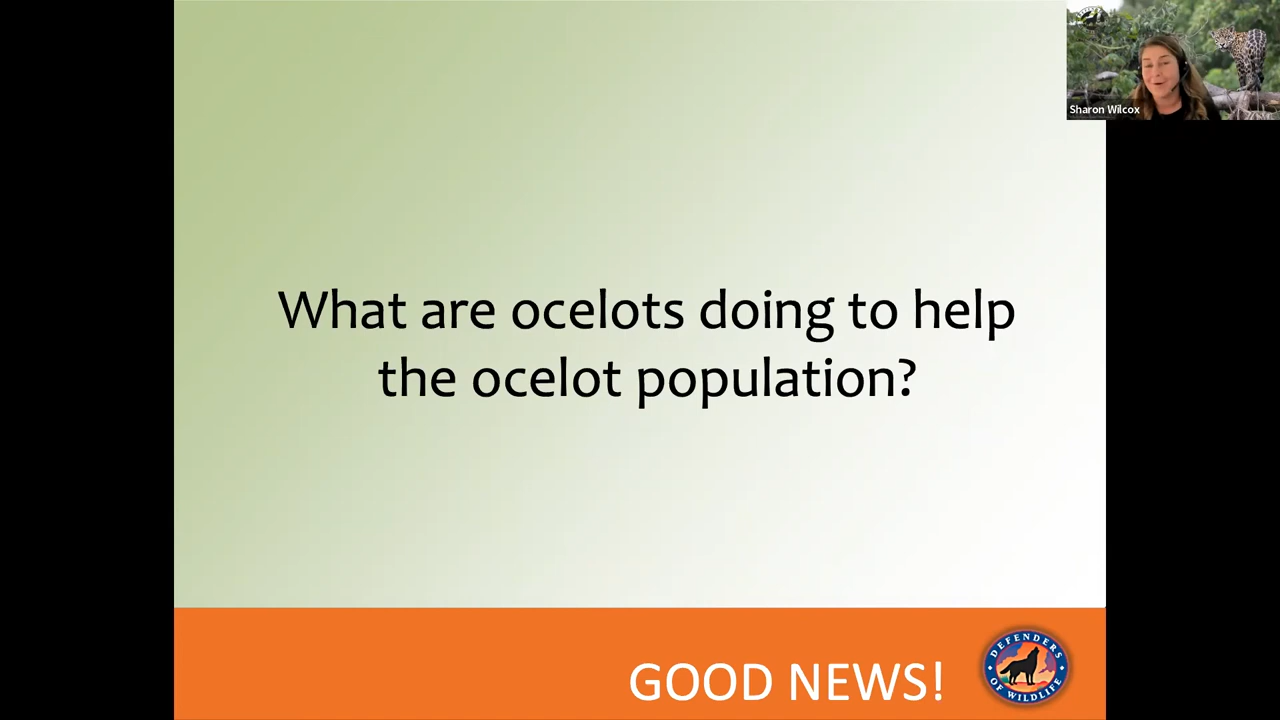 Sharon Wilcox
What are ocelots doing to help
the ocelot population?
GOOD NEWS!
DEFENDERS
OF WILDLIFE